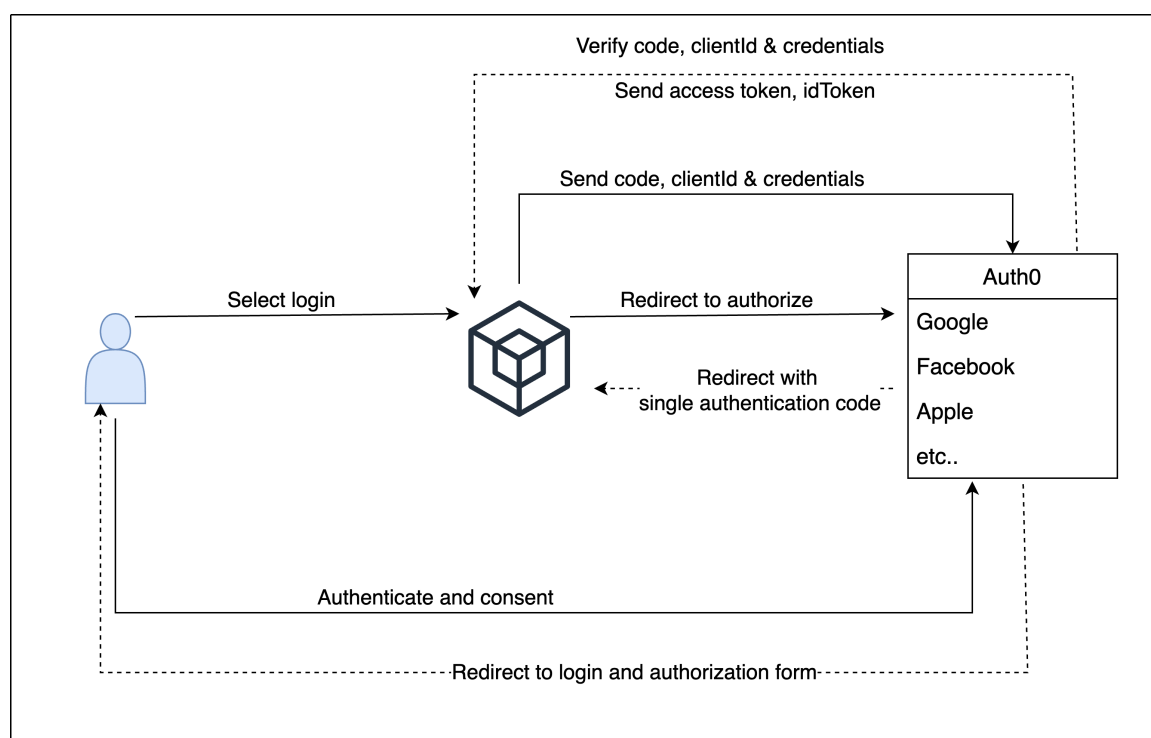 Verify code, clientId & credentials
Send access token, idToken
Send code, clientId & credentials
Select login
Redirect to authorize
Auth0
Google
Facebook
Apple
etc..
Redirect with
single authentication code
Authenticate and consent
Redirect to login and authorization form